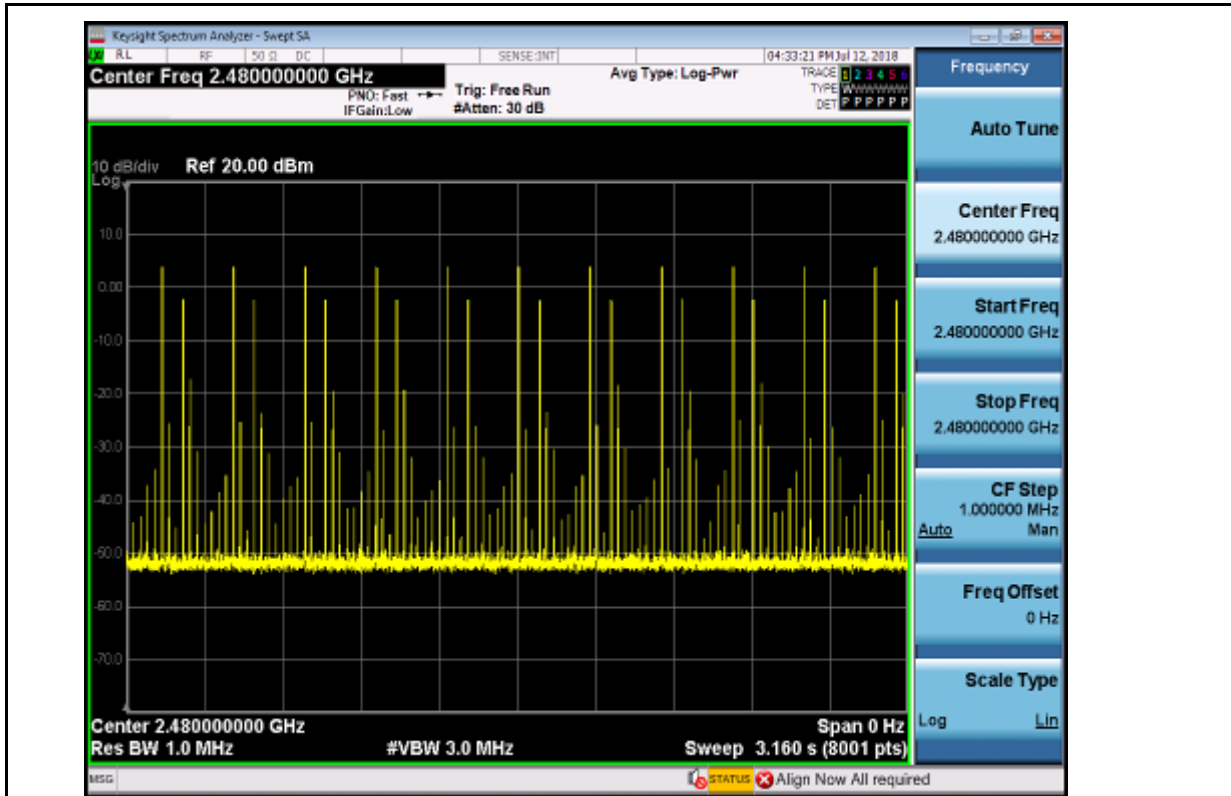 Keysight Spectrum Analyzer - Swept SA
RL RF 50 Ω DC SENSE:INT 04:33:21 PM Jul 12, 2018
Center Freq 2.480000000 GHz Avg Type: Log-Pwr TRACE 1 2 3 4 5 6
PNO: Fast Trig: Free Run TYPE WWWWWW
IFGain:Low #Atten: 30 dB DET P P P P P P
10 dB/div Ref 20.00 dBm
Log
10.0
0.00
-10.0
-20.0
-30.0
-40.0
-50.0
-60.0
-70.0
Center 2.480000000 GHz Span 0 Hz
Res BW 1.0 MHz #VBW 3.0 MHz Sweep 3.160 s (8001 pts)
MSG STATUS Align Now All required
Frequency
Auto Tune
Center Freq
2.480000000 GHz
Start Freq
2.480000000 GHz
Stop Freq
2.480000000 GHz
CF Step
1.000000 MHz
Auto Man
Freq Offset
0 Hz
Scale Type
Log Lin